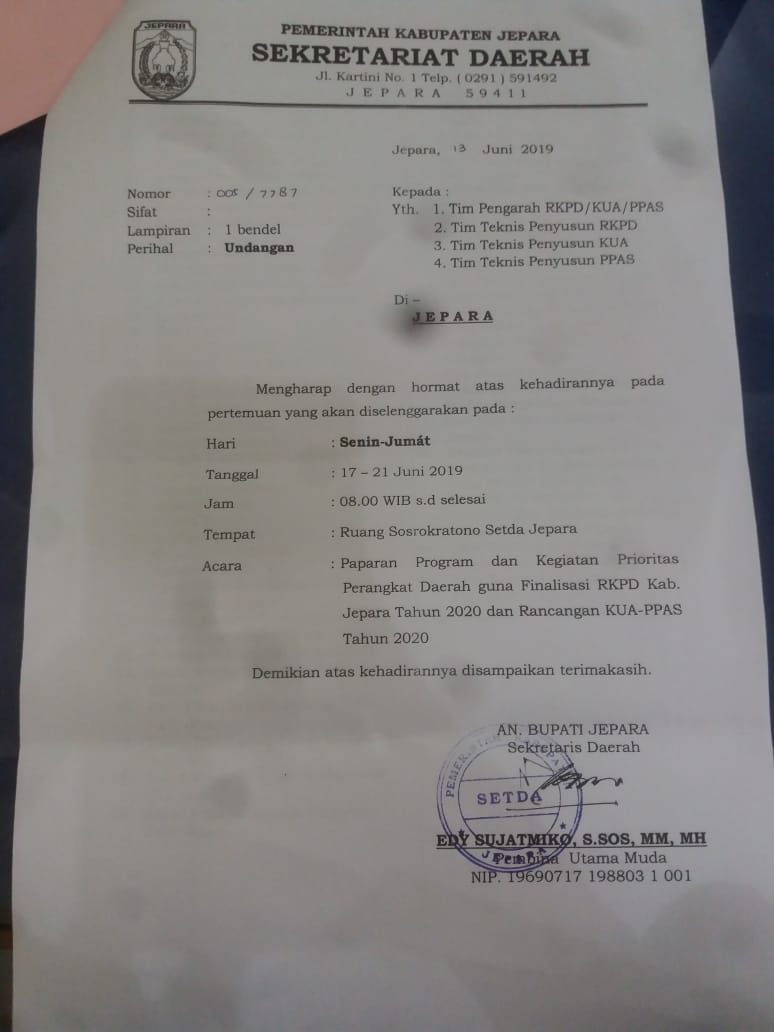 JEPARA
PEMERINTAH KABUPATEN JEPARA
SEKRETARIAT DAERAH
Jl. Kartini No. 1 Telp. ( 0291 ) 591492
J E P A R A 5 9 4 1 1
Jepara, 13 Juni 2019
Nomor : 005 / 7787
Sifat :
Lampiran : 1 bendel
Perihal : Undangan
Kepada :
Yth. 1. Tim Pengarah RKPD/KUA/PPAS
2. Tim Teknis Penyusun RKPD
3. Tim Teknis Penyusun KUA
4. Tim Teknis Penyusun PPAS
Di –
J E P A R A
Mengharap dengan hormat atas kehadirannya pada
pertemuan yang akan diselenggarakan pada :
Hari : Senin-Jumát
Tanggal : 17 – 21 Juni 2019
Jam : 08.00 WIB s.d selesai
Tempat : Ruang Sosrokratono Setda Jepara
Acara : Paparan Program dan Kegiatan Prioritas
Perangkat Daerah guna Finalisasi RKPD Kab.
Jepara Tahun 2020 dan Rancangan KUA-PPAS
Tahun 2020
Demikian atas kehadirannya disampaikan terimakasih.
AN. BUPATI JEPARA
Sekretaris Daerah
SETDA
EDY SUJATMIKO, S.SOS, MM, MH
JEPARA
Pembina Utama Muda
NIP. 19690717 198803 1 001